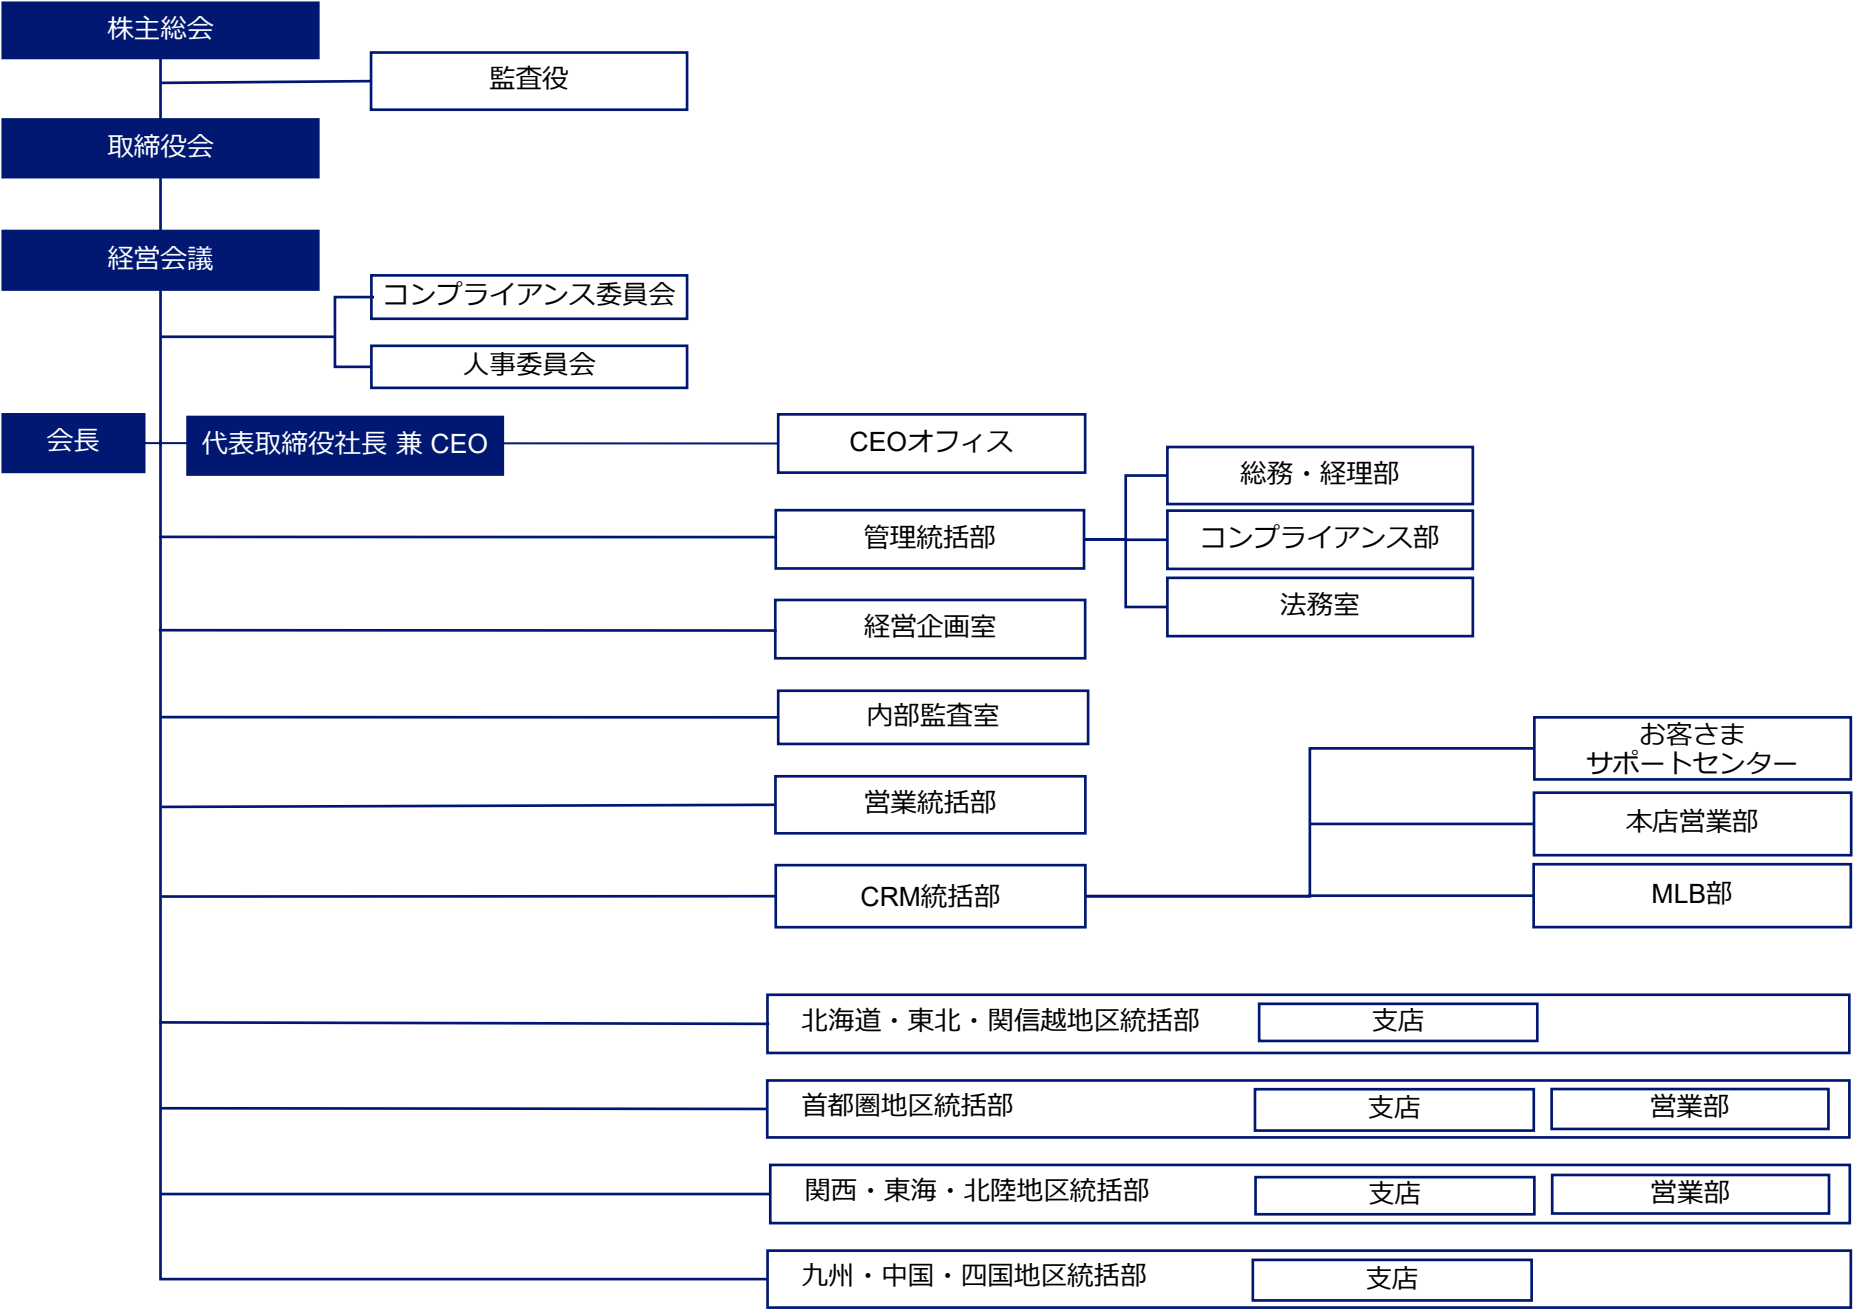 株主総会
監査役
取締役会
経営会議
コンプライアンス委員会
人事委員会
会長
代表取締役社長 兼 CEO
CEOオフィス
管理統括部
総務・経理部
コンプライアンス部
法務室
経営企画室
内部監査室
営業統括部
CRM統括部
お客さま
サポートセンター
本店営業部
MLB部
北海道・東北・関信越地区統括部
支店
首都圏地区統括部
支店
営業部
関西・東海・北陸地区統括部
支店
営業部
九州・中国・四国地区統括部
支店